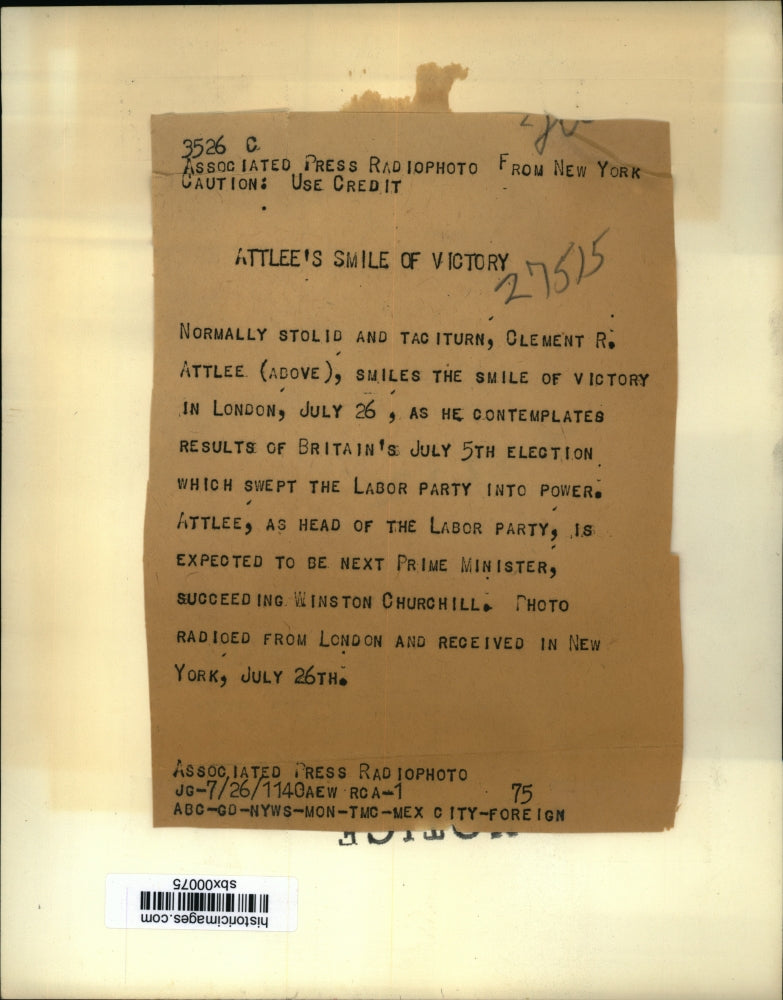 3526 C
ASSOCIATED PRESS RADIOPHOTO FROM NEW YORK
CAUTION: USE CREDIT
ATTLEE'S SMILE OF VICTORY
27515
NORMALLY STOLID AND TACITURN, CLEMENT R.
ATTLEE (ABOVE), SMILES THE SMILE OF VICTORY
IN LONDON, JULY 26, AS HE CONTEMPLATES
RESULTS OF BRITAIN'S JULY 5TH ELECTION
WHICH SWEPT THE LABOR PARTY INTO POWER.
ATTLEE, AS HEAD OF THE LABOR PARTY, IS
EXPECTED TO BE NEXT PRIME MINISTER,
SUCCEEDING WINSTON CHURCHILL. PHOTO
RADIOED FROM LONDON AND RECEIVED IN NEW
YORK, JULY 26TH.
ASSOCIATED PRESS RADIOPHOTO
JG-7/26/1140AEW RCA-1 75
ABC-GD-NYWS-MON-TMC-MEX CITY-FOREIGN
historicimages.com
sbx00075